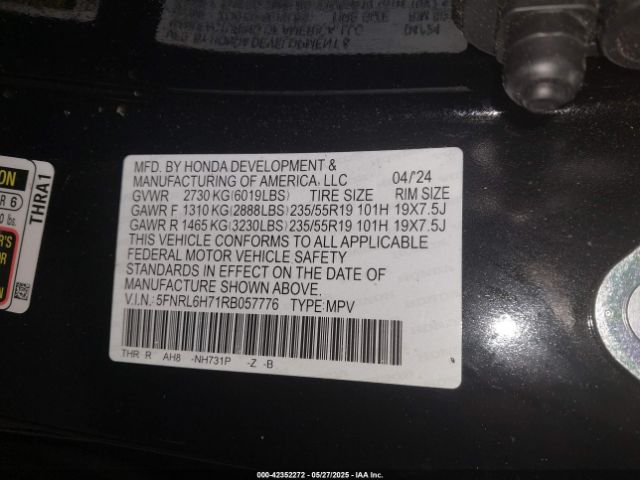 MFD. BY HONDA DEVELOPMENT &
MANUFACTURING OF AMERICA, LLC 04/'24
GVWR 2730 KG (6019LBS) TIRE SIZE RIM SIZE
GAWR F 1310 KG (2888LBS) 235/55R19 101H 19X7.5J
GAWR R 1465 KG (3230LBS) 235/55R19 101H 19X7.5J
THIS VEHICLE CONFORMS TO ALL APPLICABLE
FEDERAL MOTOR VEHICLE SAFETY
STANDARDS IN EFFECT ON THE DATE OF
MANUFACTURE SHOWN ABOVE.
V.I.N.: 5FNRL6H71RB057776 TYPE:MPV
THR R AH8 -NH731P -Z -B
THRA1
000-42352272 - 05/27/2025 - IAA Inc.